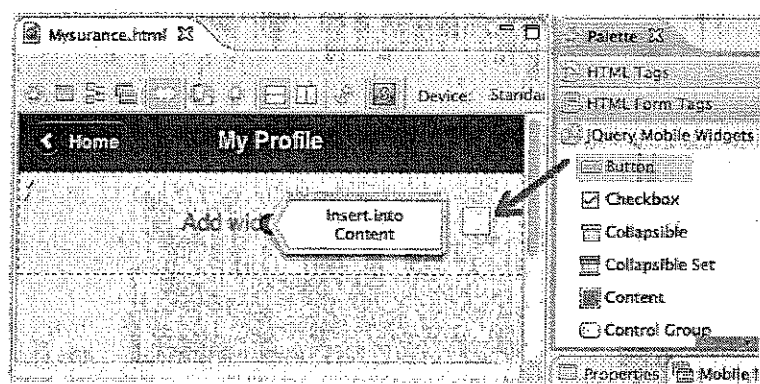 Mysurance.html
Device: Standar
Home My Profile
Add wid
Insert into
Content
Palette
HTML Tags
HTML Form Tags
jQuery Mobile Widgets
Button
Checkbox
Collapsible
Collapsible Set
Content
Control Group
Properties Mobile